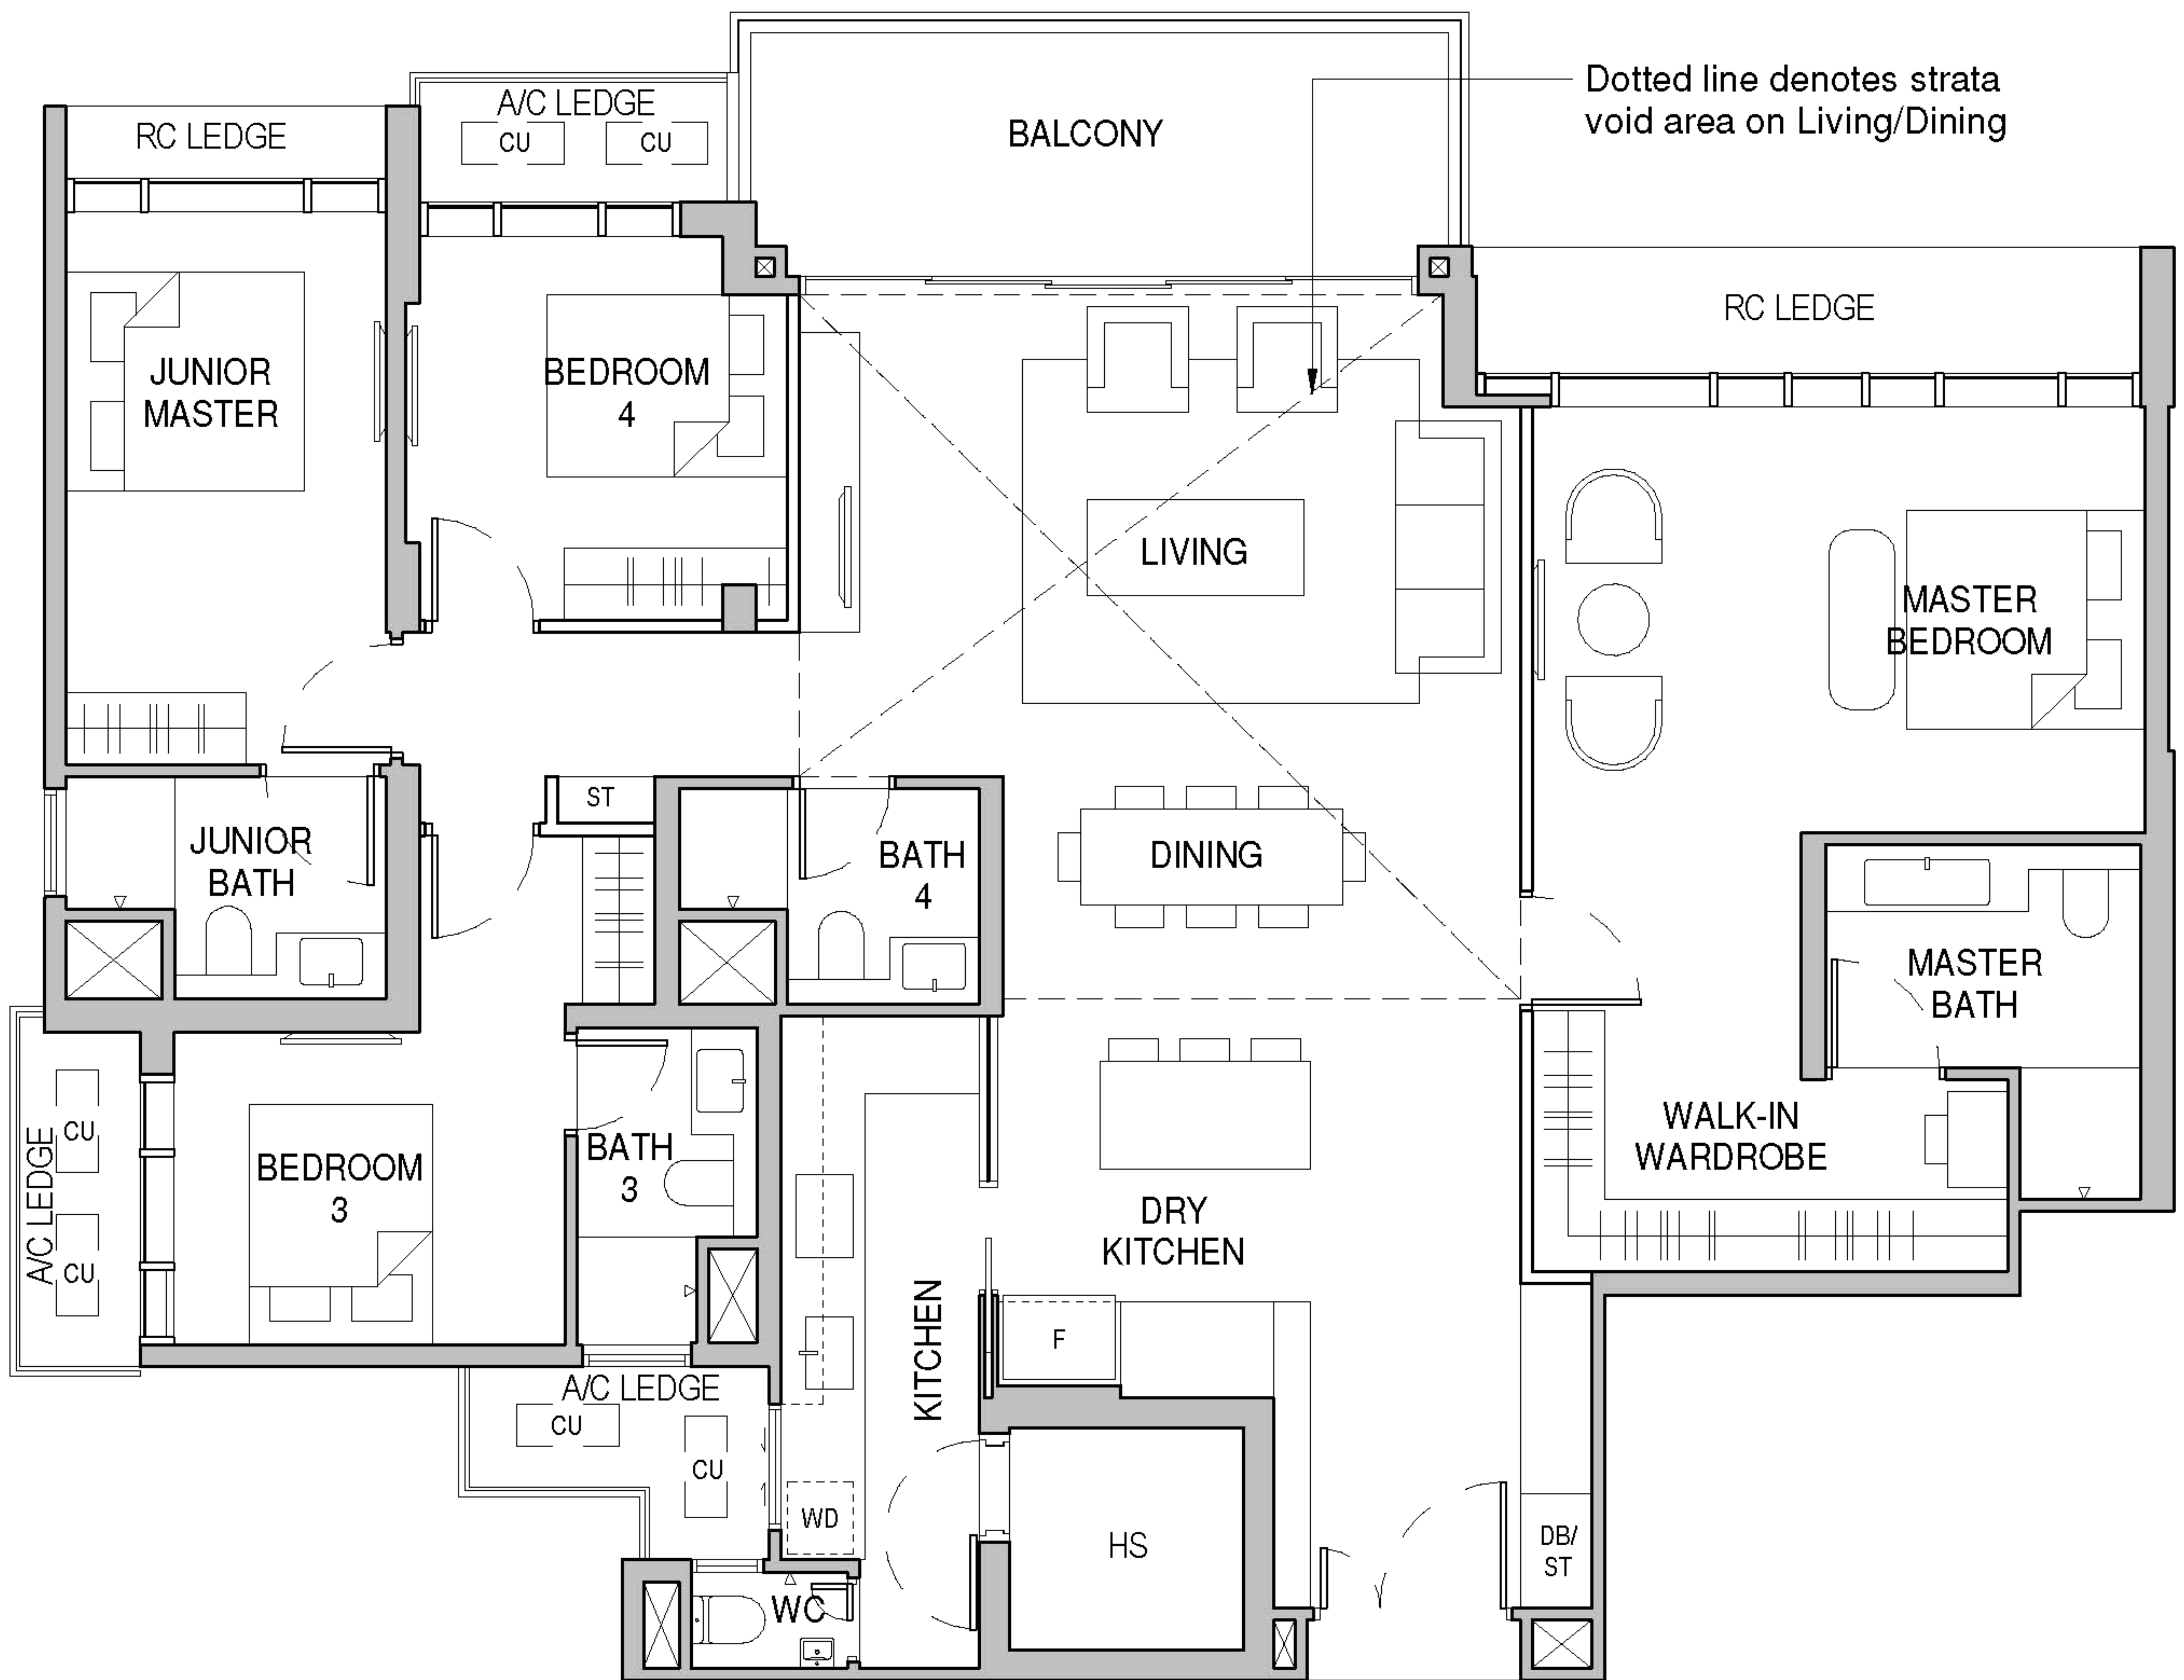 Dotted line denotes strata
void area on Living/Dining
A/C LEDGE
CU
CU
RC LEDGE
BALCONY
RC LEDGE
JUNIOR
MASTER
BEDROOM
4
LIVING
MASTER
BEDROOM
ST
JUNIOR
BATH
BATH
4
DINING
MASTER
BATH
A/C LEDGE
CU
CU
BEDROOM
3
BATH
3
WALK-IN
WARDROBE
DRY
KITCHEN
KITCHEN
F
A/C LEDGE
CU
CU
WD
HS
DB/
ST
WC